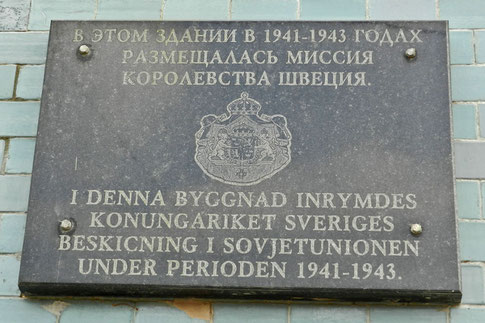 В ЭТОМ ЗДАНИИ В 1941-1943 ГОДАХ
РАЗМЕЩАЛАСЬ МИССИЯ
КОРОЛЕВСТВА ШВЕЦИЯ.
I DENNA BYGGNAD INRYMDES
KONUNGARIKET SVERIGES
BESKICNING I SOVJETUNIONEN
UNDER PERIODEN 1941-1943.